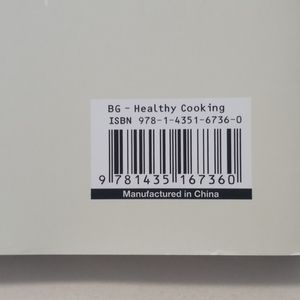 BG - Healthy Cooking
ISBN 978-1-4351-6736-0
9 781435 167360
Manufactured in China